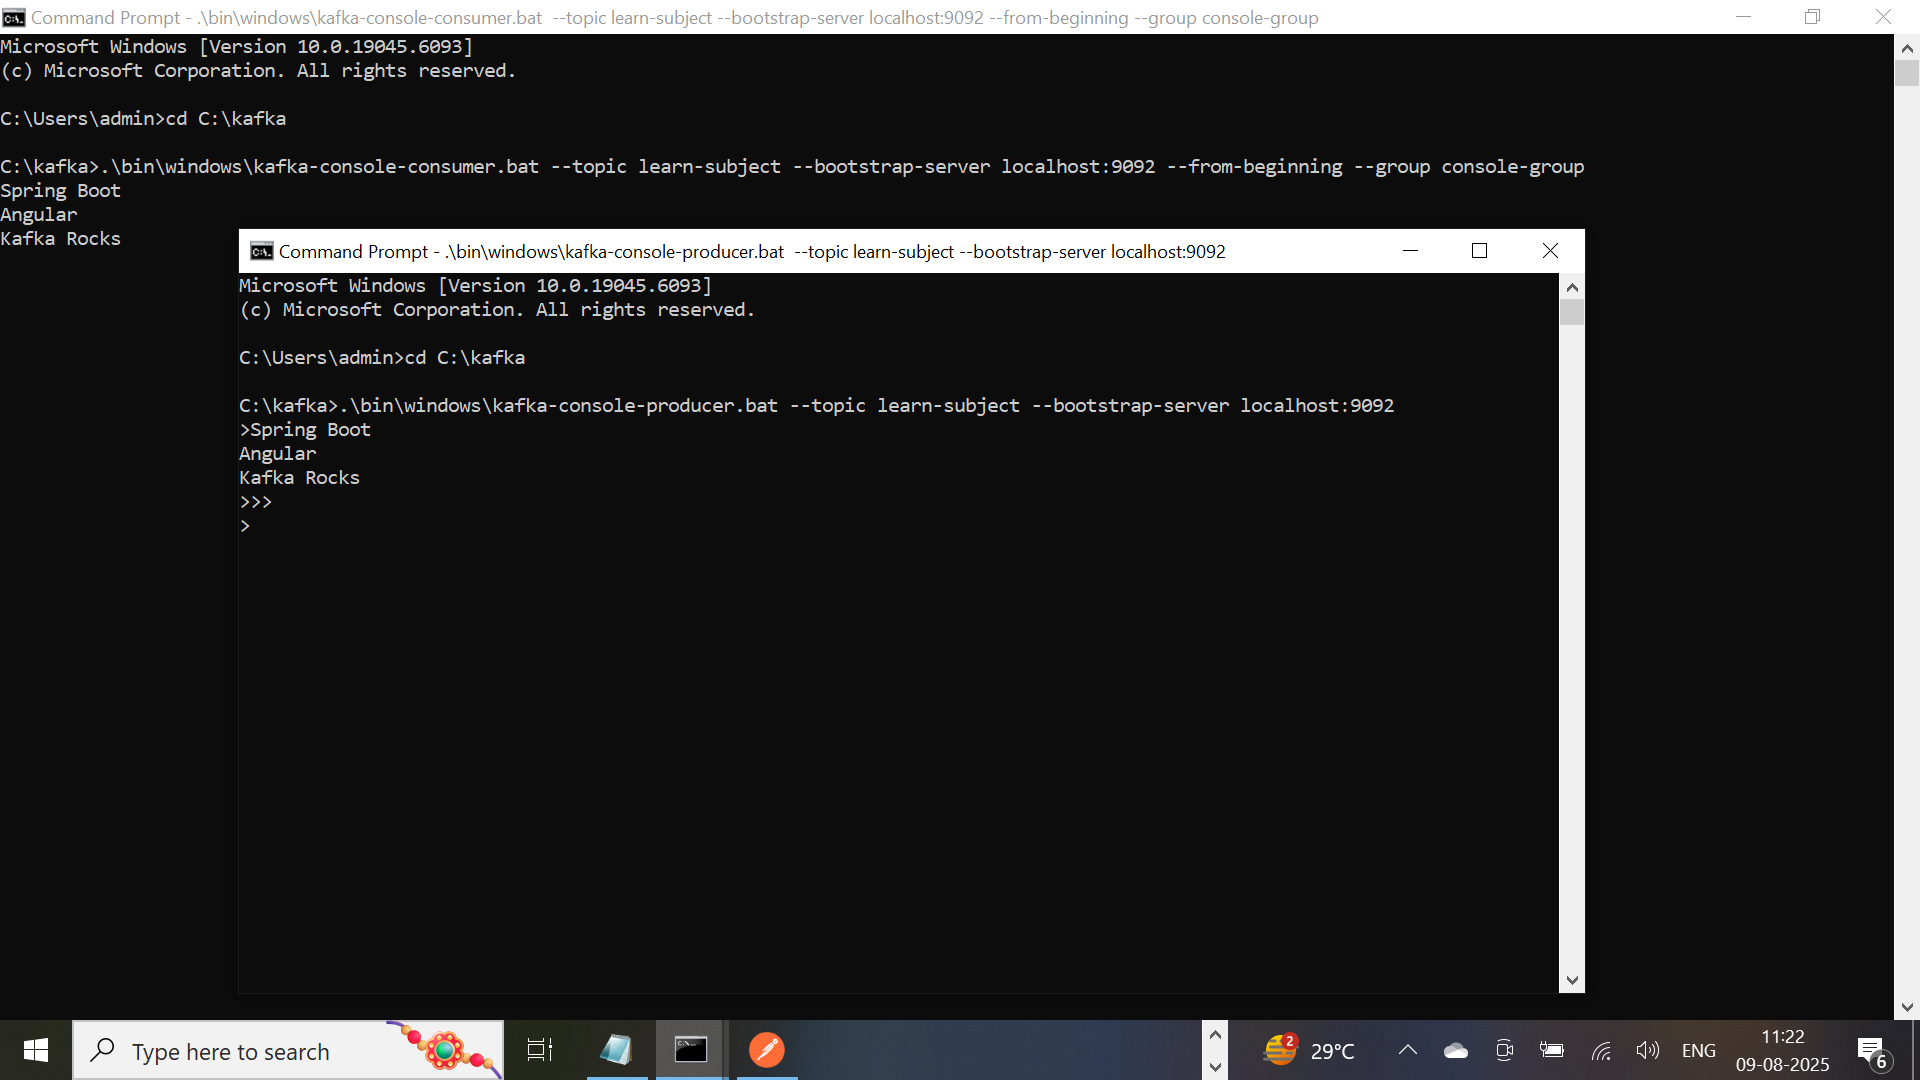 Command Prompt - .\bin\windows\kafka-console-consumer.bat  --topic learn-subject --bootstrap-server localhost:9092 --from-beginning --group console-group
Microsoft Windows [Version 10.0.19045.6093]
(c) Microsoft Corporation. All rights reserved.
C:\Users\admin>cd C:\kafka
C:\kafka>.\bin\windows\kafka-console-consumer.bat --topic learn-subject --bootstrap-server localhost:9092 --from-beginning --group console-group
Spring Boot
Angular
Kafka Rocks
Command Prompt - .\bin\windows\kafka-console-producer.bat  --topic learn-subject --bootstrap-server localhost:9092
Microsoft Windows [Version 10.0.19045.6093]
(c) Microsoft Corporation. All rights reserved.
C:\Users\admin>cd C:\kafka
C:\kafka>.\bin\windows\kafka-console-producer.bat --topic learn-subject --bootstrap-server localhost:9092
>Spring Boot
Angular
Kafka Rocks
>>>
>
Type here to search
2
29°C
ENG
11:22
09-08-2025
6